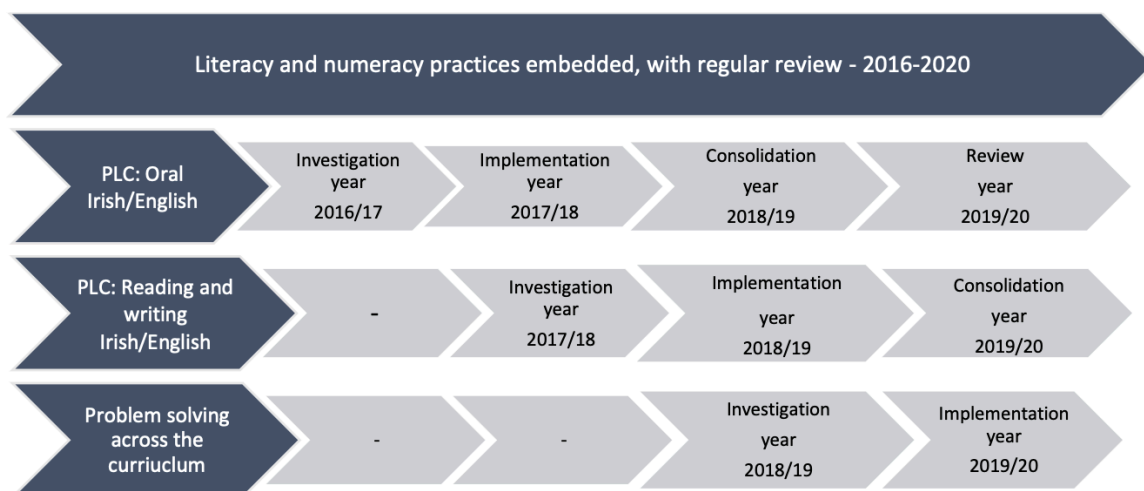 Literacy and numeracy practices embedded, with regular review - 2016-2020
PLC: Oral
Irish/English
Investigation
year
2016/17
Implementation
year
2017/18
Consolidation
year
2018/19
Review
year
2019/20
PLC: Reading and
writing
Irish/English
-
Investigation
year
2017/18
Implementation
year
2018/19
Consolidation
year
2019/20
Problem solving
across the
curriuclum
-
-
Investigation
year
2018/19
Implementation
year
2019/20